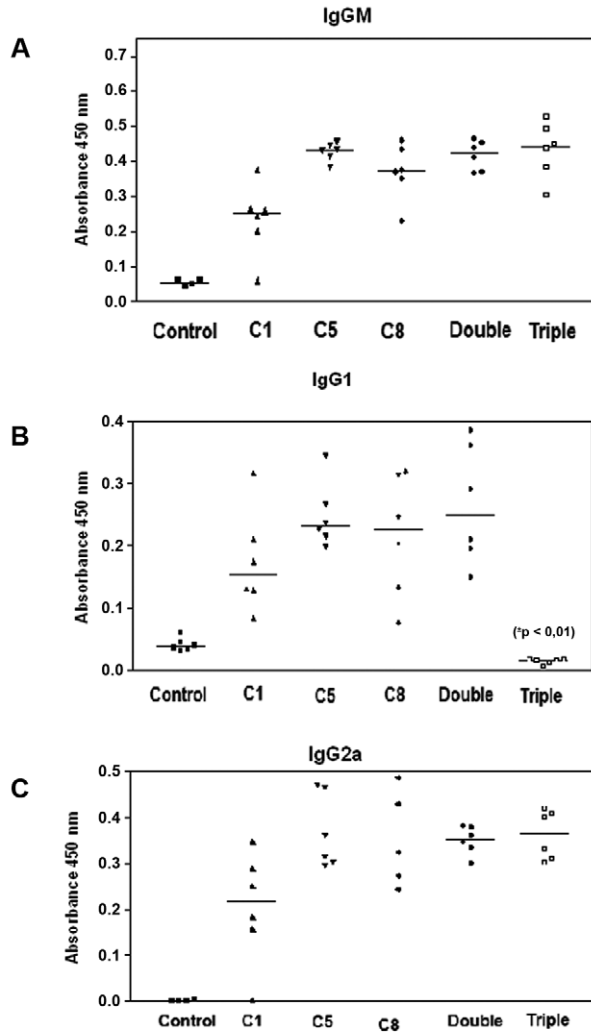 IgGM
A
Absorbance 450 nm
0.7
0.6
0.5
0.4
0.3
0.2
0.1
0.0
Control C1 C5 C8 Double Triple
IgG1
B
Absorbance 450 nm
0.4
0.3
0.2
0.1
0.0
(*p < 0,01)
Control C1 C5 C8 Double Triple
IgG2a
C
Absorbance 450 nm
0.5
0.4
0.3
0.2
0.1
0.0
Control C1 C5 C8 Double Triple